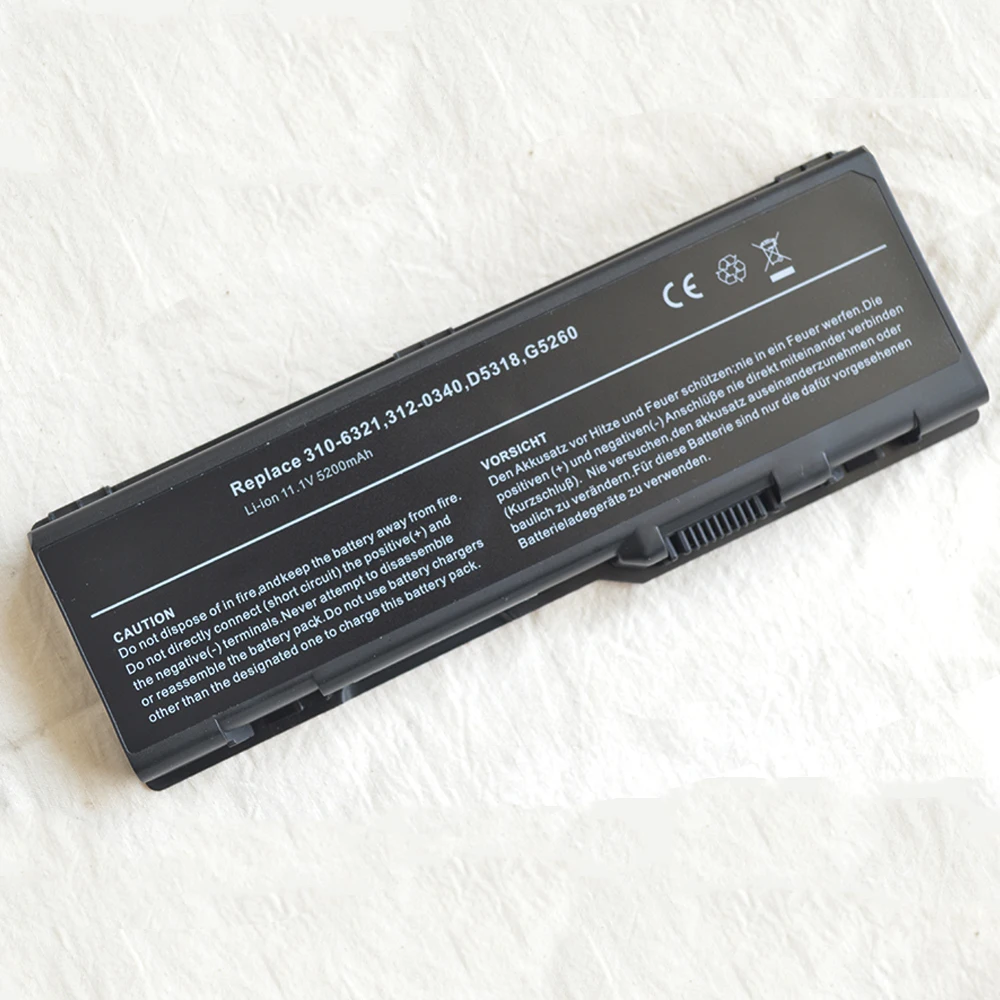 Replace 310-6321,312-0340,D5318,G5260
Li-ion 11.1V 5200mAh
CE
CAUTION
Do not dispose of in fire,andkeep the battery away from fire.
Do not directly connect (short circuit) the positive(+) and
the negative(-) terminals.Never attempt to disassemble
or reassemble the battery pack.Do not use battery chargers
other than the designated one to charge this battery pack.
VORSICHT
Den Akkusatz vor Hitze und Feuer schützen;nie in ein Feuer werfen.Die
positiven (+) und negativen(-) Anschlüße nie direkt miteinander verbinden
(Kurzschluß). Nie versuchen,den akkusatz auseinanderzunehmen oder
baulich zu verändern.Für diese Batterie sind nur die dafür vorgesehenen
Batterieladegeräte zu verwenden.